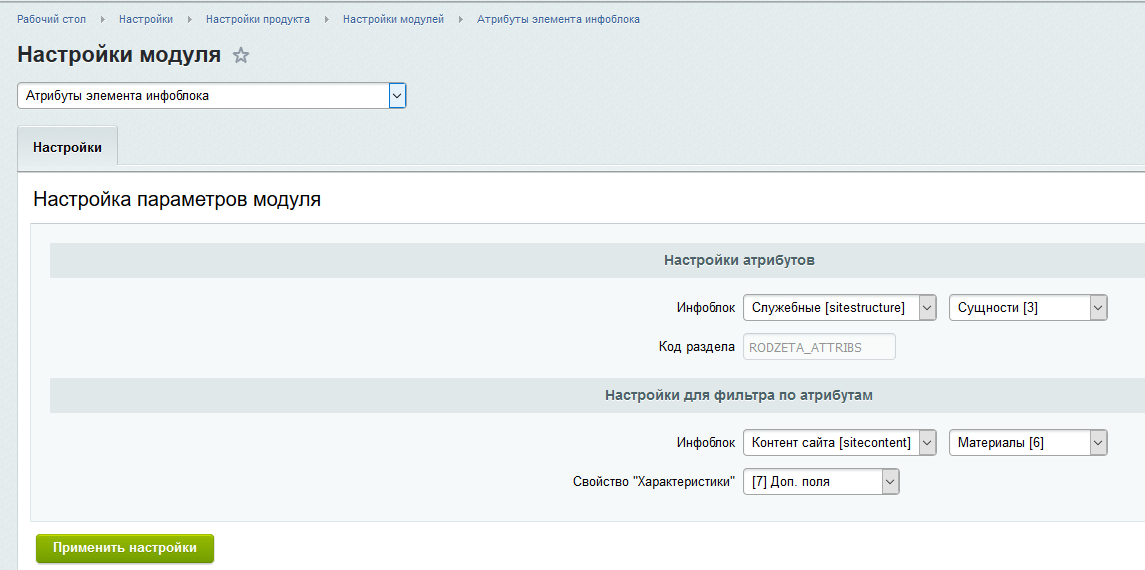 Рабочий стол Настройки Настройки продукта Настройки модулей Атрибуты элемента инфоблока
Настройки модуля
Атрибуты элемента инфоблока
Настройки
Настройка параметров модуля
Настройки атрибутов
Инфоблок Служебные [sitestructure] Сущности [3]
Код раздела RODZETA_ATTRIBS
Настройки для фильтра по атрибутам
Инфоблок Контент сайта [sitecontent] Материалы [6]
Свойство "Характеристики" [7] Доп. поля
Применить настройки